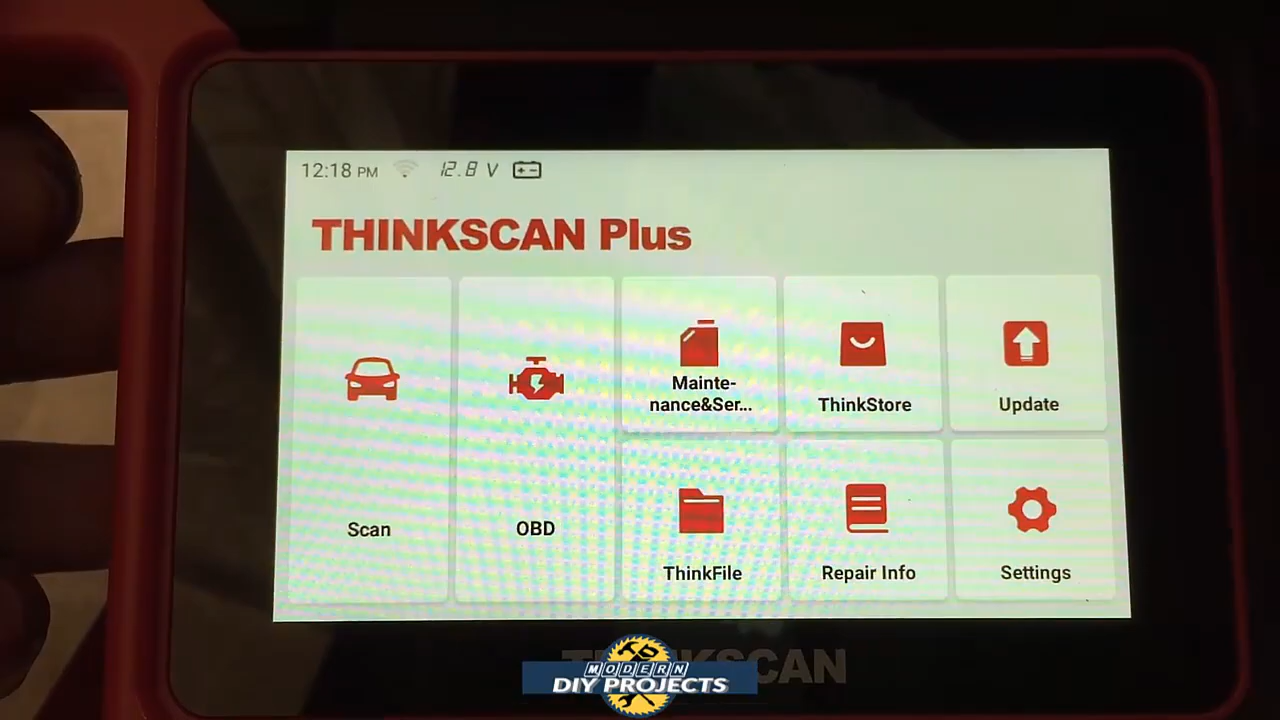 12:18 PM 12.8 V
THINKSCAN Plus
Scan
OBD
Mainte-
nance&Ser...
ThinkStore
Update
ThinkFile
Repair Info
Settings
THINKSCAN
MODERN
DIY PROJECTS